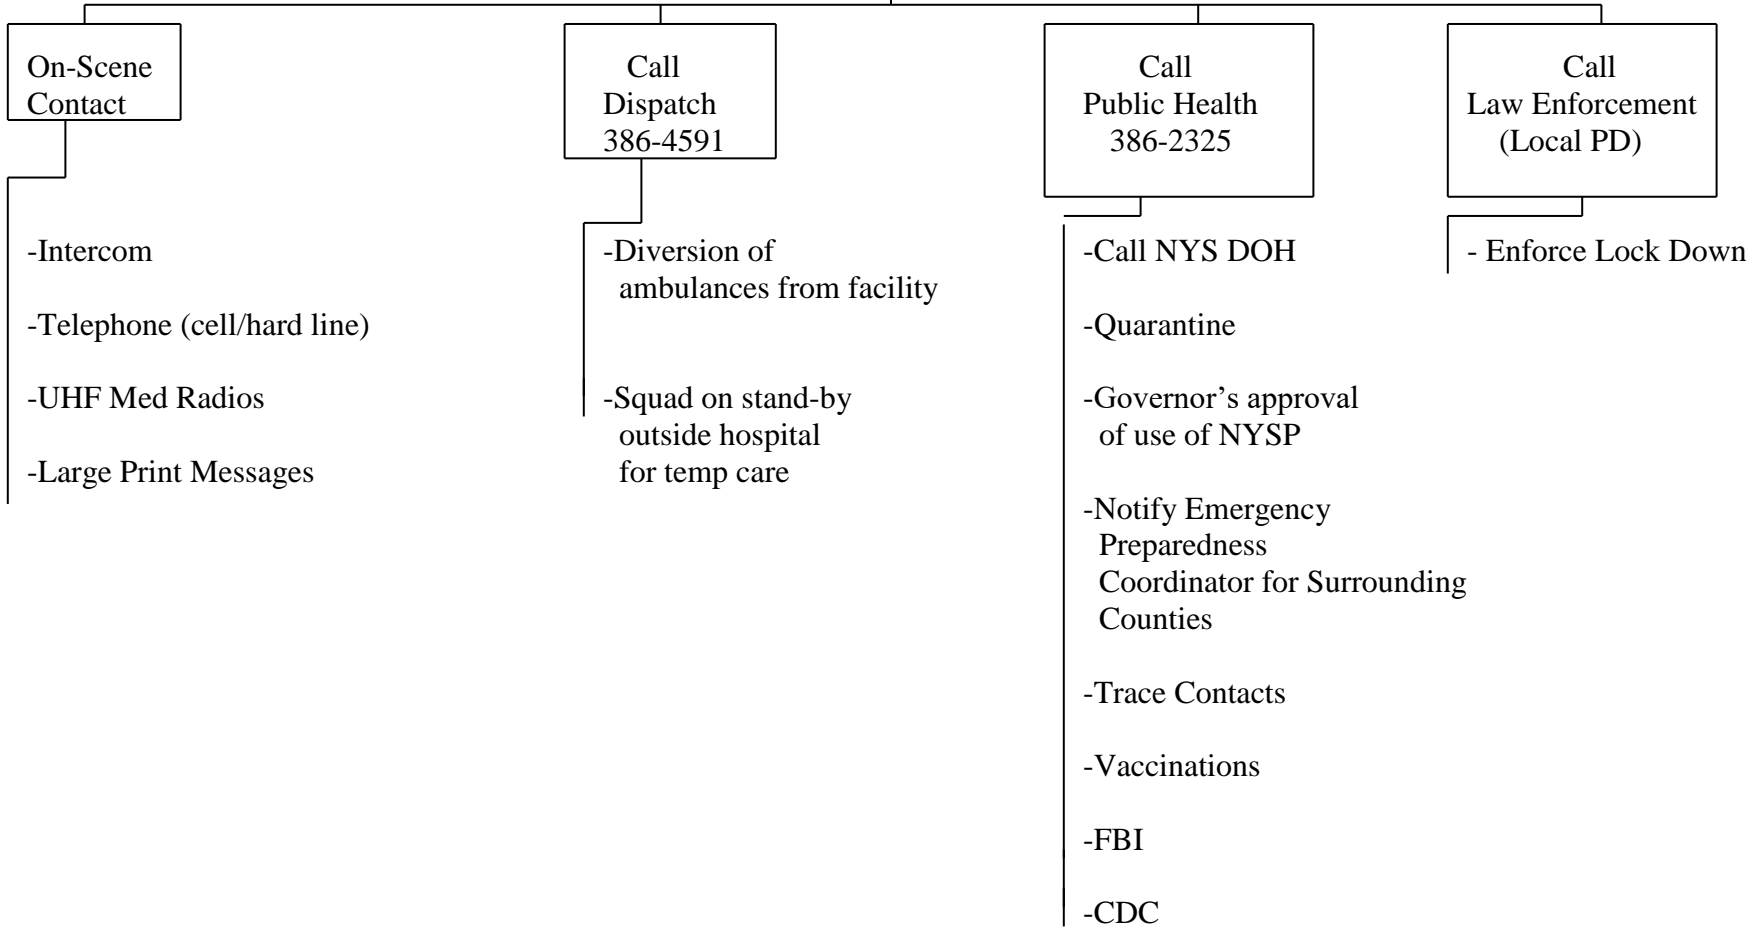 On-Scene
Contact
Call
Dispatch
386-4591
Call
Public Health
386-2325
Call
Law Enforcement
(Local PD)
-Intercom
-Telephone (cell/hard line)
-UHF Med Radios
-Large Print Messages
-Diversion of
ambulances from facility
-Squad on stand-by
outside hospital
for temp care
-Call NYS DOH
-Quarantine
-Governor’s approval
of use of NYSP
-Notify Emergency
Preparedness
Coordinator for Surrounding
Counties
-Trace Contacts
-Vaccinations
-FBI
-CDC
- Enforce Lock Down